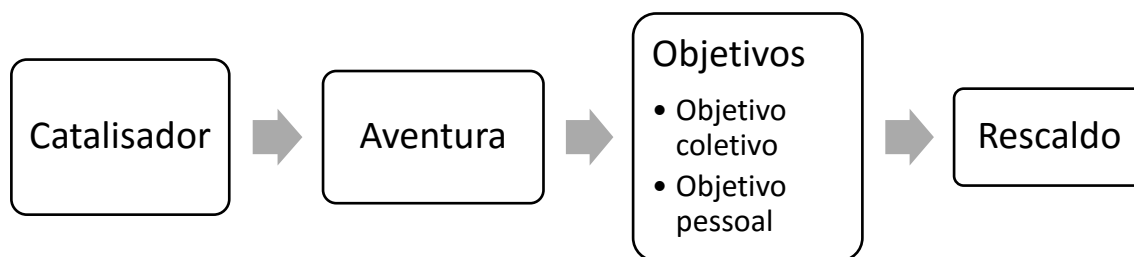 Catalisador
Aventura
Objetivos
• Objetivo
coletivo
• Objetivo
pessoal
Rescaldo